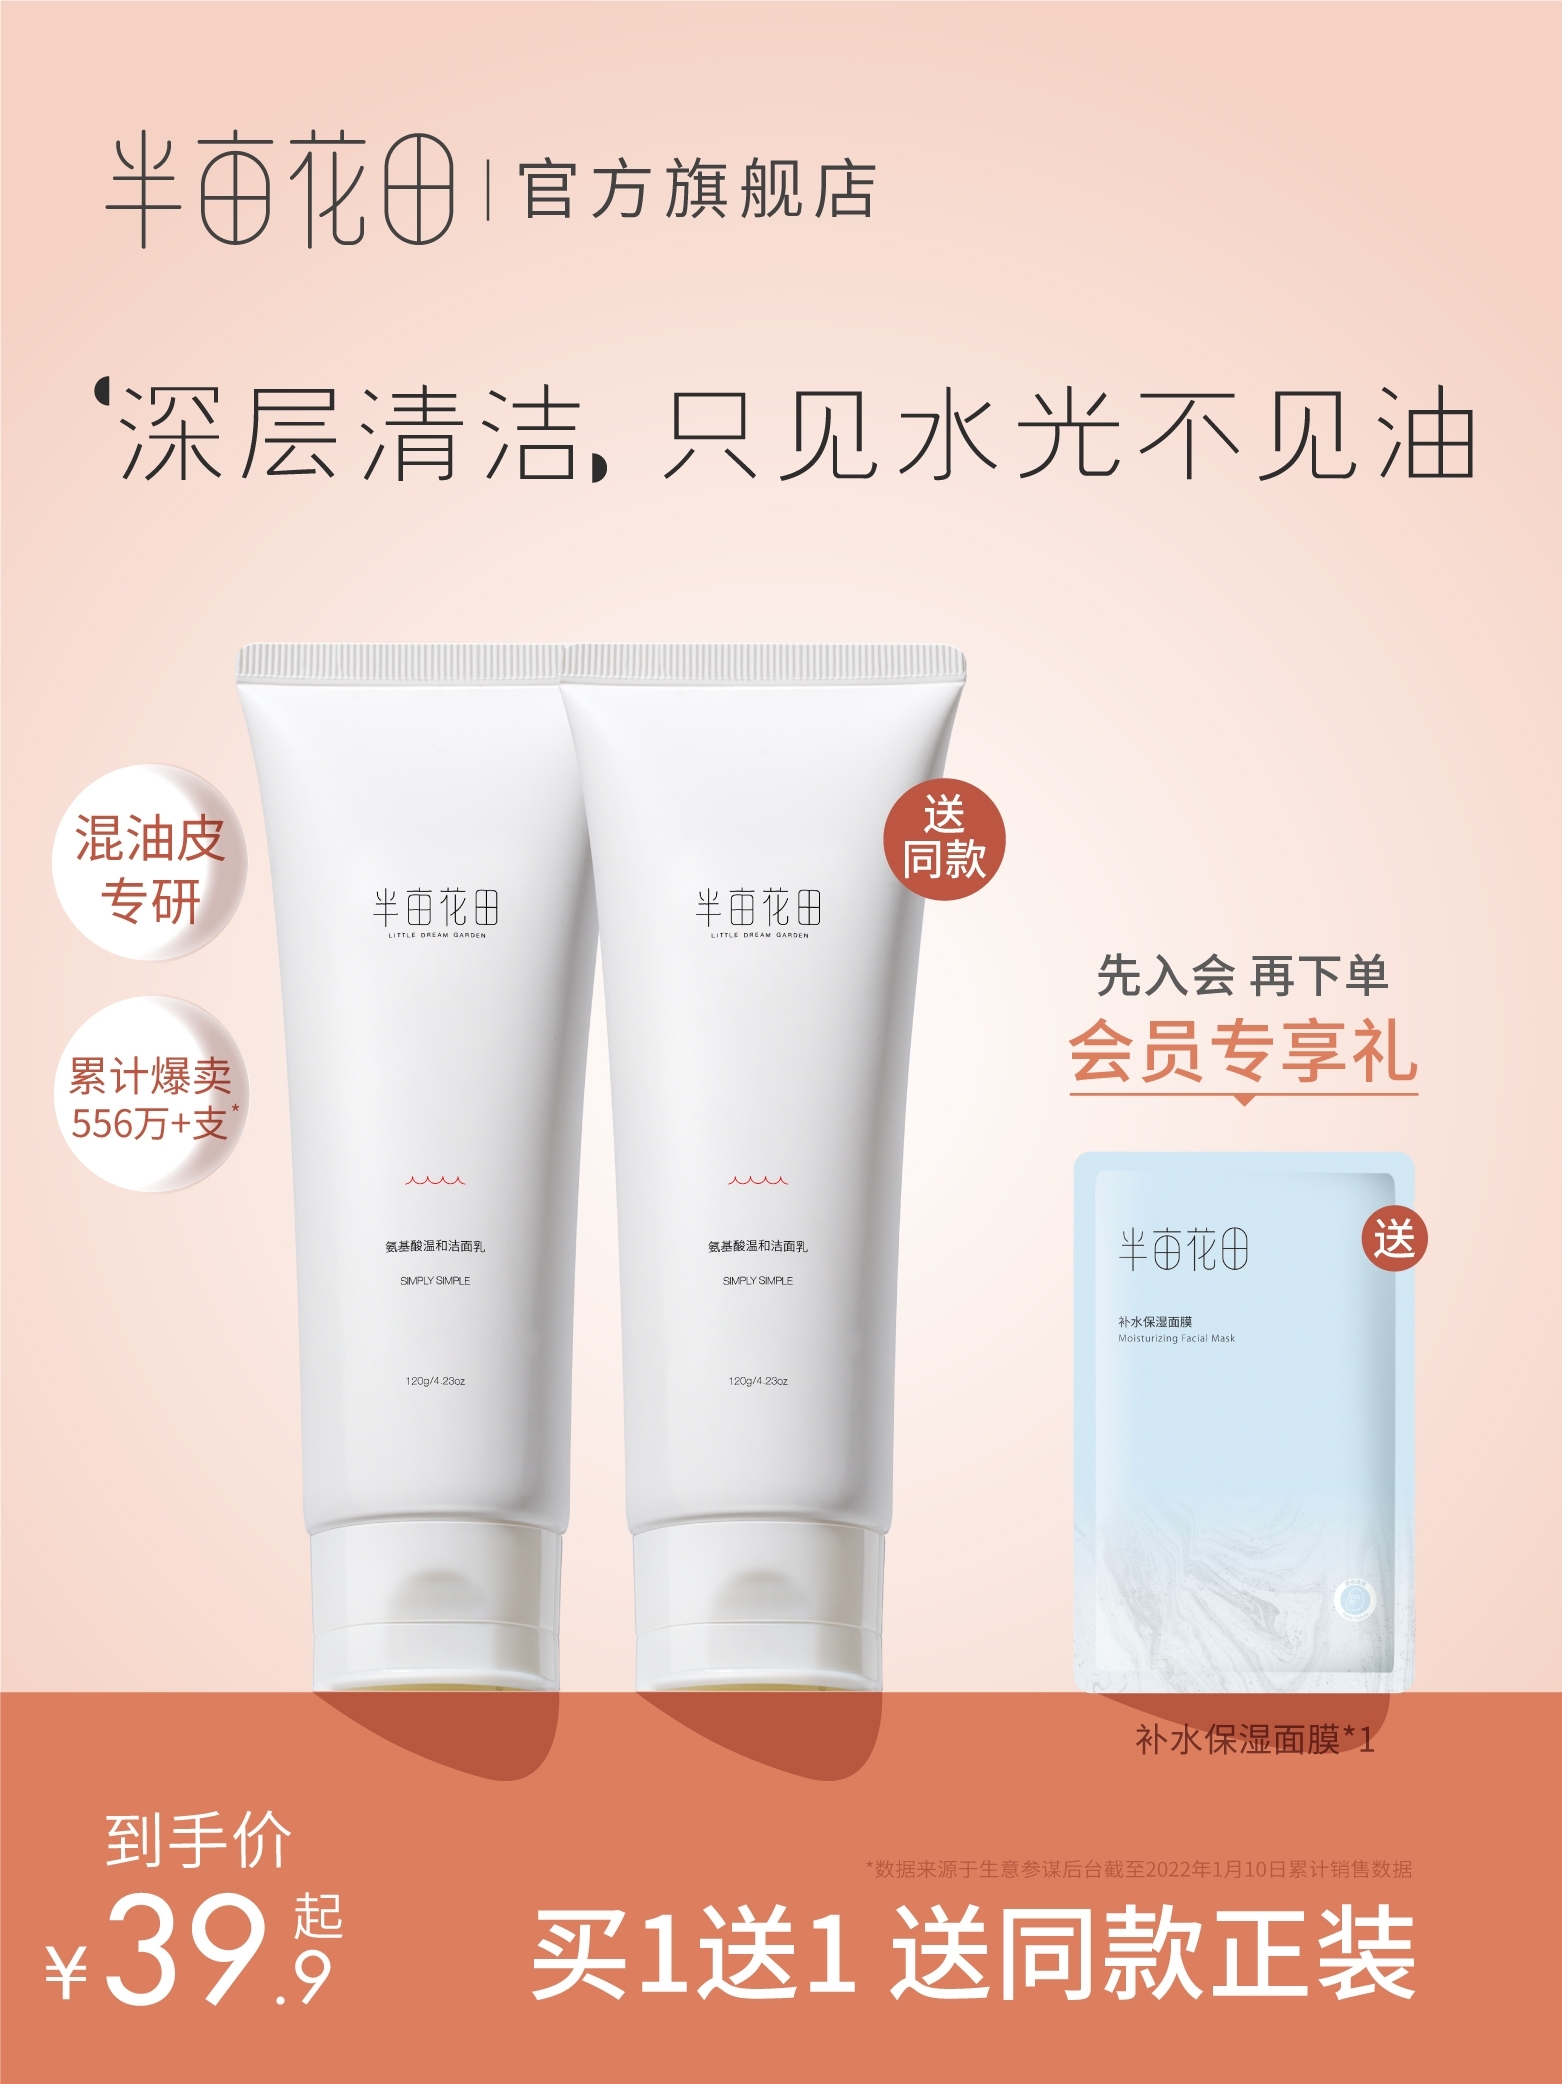 半亩花田 | 官方旗舰店
‘深层清洁, 只见水光不见油
混油皮
专研
累计爆卖
556万+支*
半亩花田
LITTLE DREAM GARDEN
氨基酸温和洁面乳
SIMPLY SIMPLE
120g/4.23oz
半亩花田
LITTLE DREAM GARDEN
氨基酸温和洁面乳
SIMPLY SIMPLE
120g/4.23oz
送
同款
先入会 再下单
会员专享礼
半亩花田
送
补水保湿面膜
Moisturizing Facial Mask
补水保湿面膜*1
到手价
¥39.9起
*数据来源于生意参谋后台截至2022年1月10日累计销售数据
买1送1 送同款正装